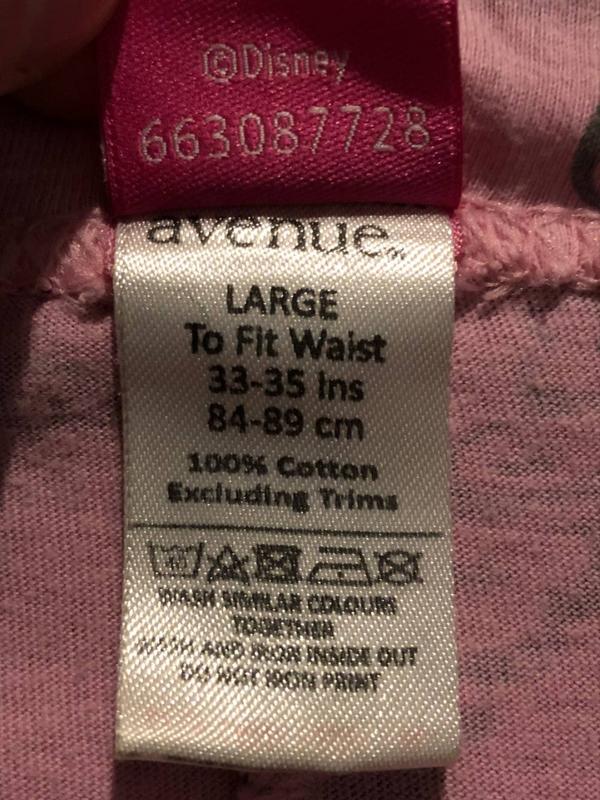 ©Disney
663087728
avenue™
LARGE
To Fit Waist
33-35 Ins
84-89 cm
100% Cotton
Excluding Trims
WASH SIMILAR COLOURS
TOGETHER
WASH AND IRON INSIDE OUT
DO NOT IRON PRINT